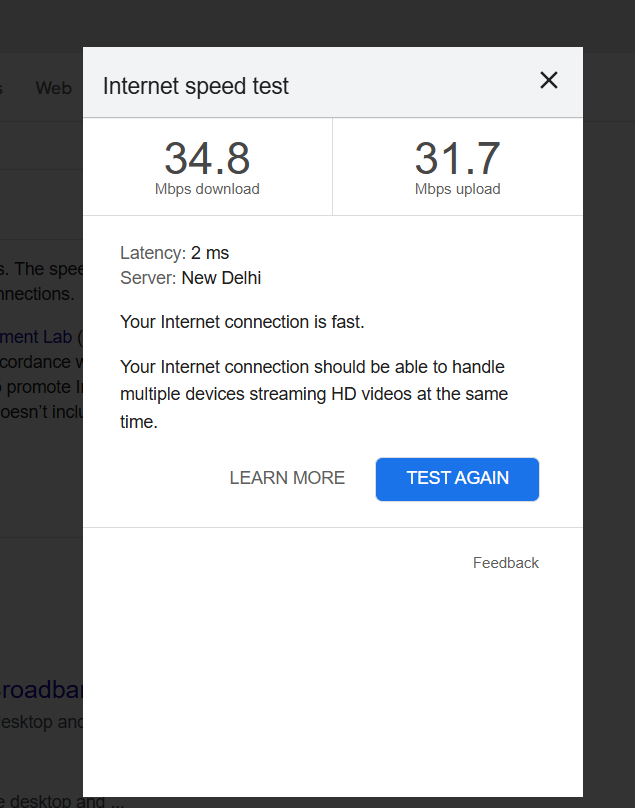 Web
Internet speed test
34.8
Mbps download
31.7
Mbps upload
Latency: 2 ms
Server: New Delhi
Your Internet connection is fast.
Your Internet connection should be able to handle
multiple devices streaming HD videos at the same
time.
LEARN MORE
TEST AGAIN
Feedback
s. The spee
nnections.
ment Lab (
cordance w
o promote I
oesn't inclu
roadba
esktop and
e desktop and ...